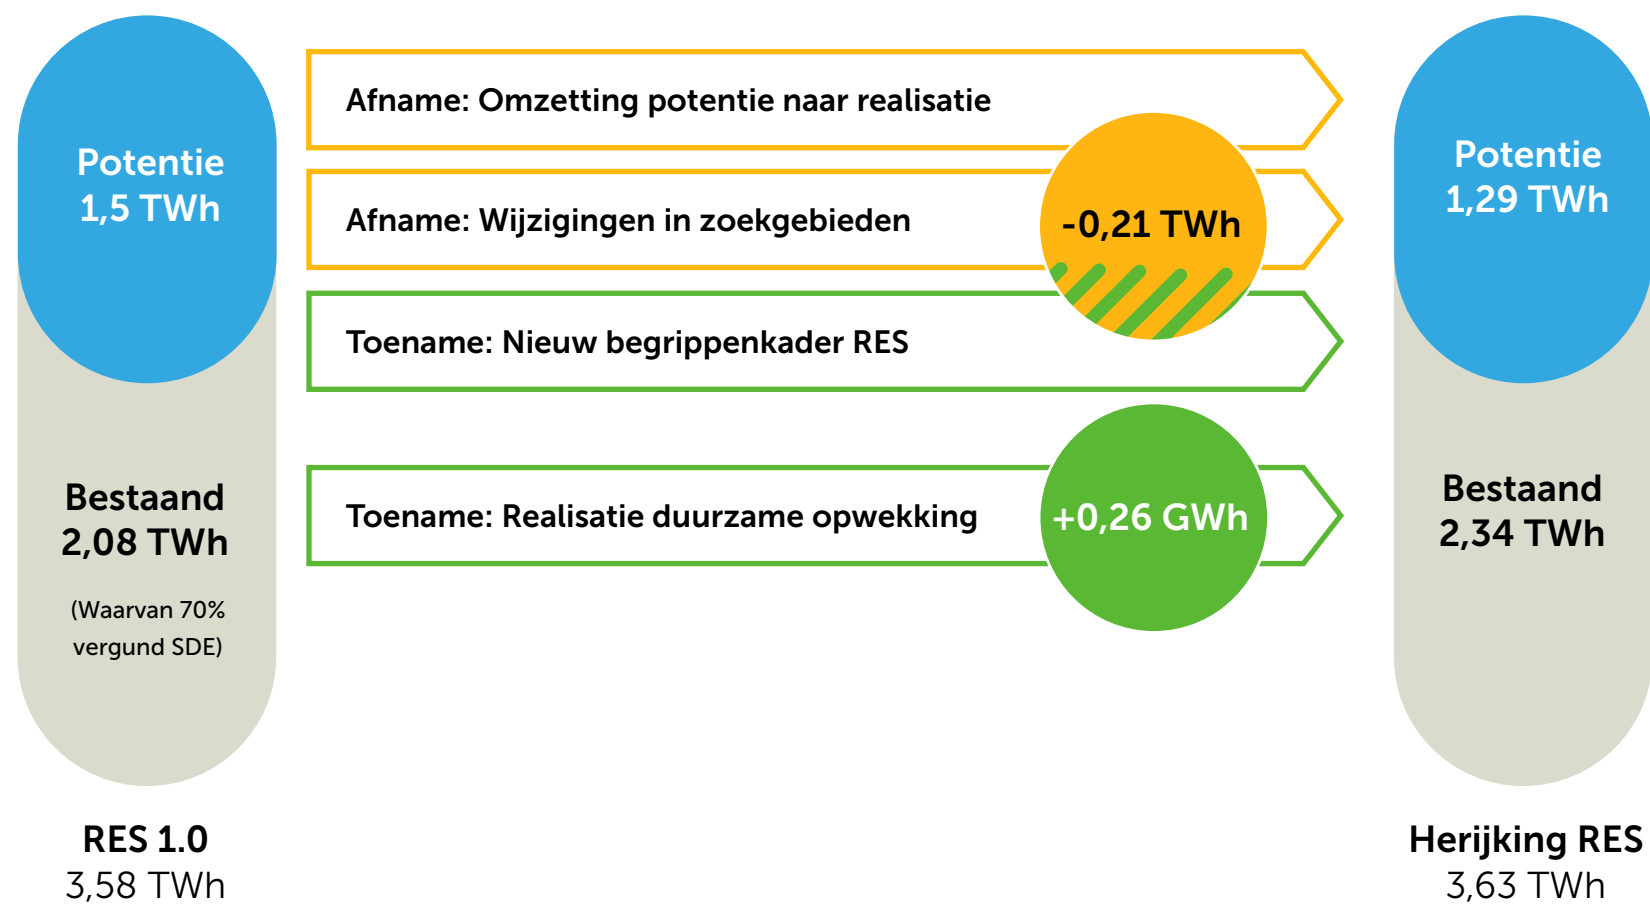 Potentie
1,5 TWh
Bestaand
2,08 TWh
(Waarvan 70%
vergund SDE)
RES 1.0
3,58 TWh
Afname: Omzetting potentie naar realisatie
Afname: Wijzigingen in zoekgebieden
-0,21 TWh
Toename: Nieuw begrippenkader RES
Toename: Realisatie duurzame opwekking
+0,26 GWh
Potentie
1,29 TWh
Bestaand
2,34 TWh
Herijking RES
3,63 TWh